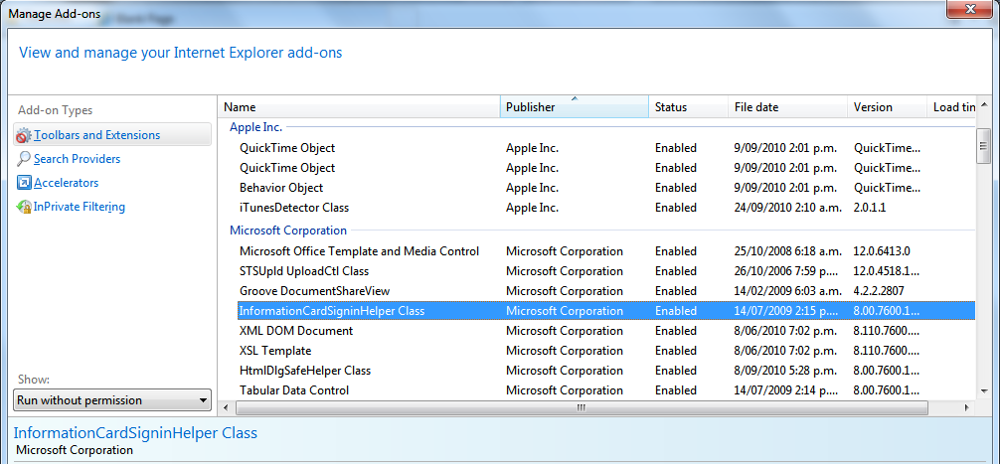 Manage Add-ons
View and manage your Internet Explorer add-ons
Add-on Types
Toolbars and Extensions
Search Providers
Accelerators
InPrivate Filtering
Show:
Run without permission
Name Publisher Status File date Version Load tin
Apple Inc.
QuickTime Object Apple Inc. Enabled 9/09/2010 2:01 p.m. QuickTime...
QuickTime Object Apple Inc. Enabled 9/09/2010 2:01 p.m. QuickTime...
Behavior Object Apple Inc. Enabled 9/09/2010 2:01 p.m. QuickTime...
iTunesDetector Class Apple Inc. Enabled 24/09/2010 2:10 a.m. 2.0.1.1
Microsoft Corporation
Microsoft Office Template and Media Control Microsoft Corporation Enabled 25/10/2008 6:18 a.m. 12.0.6413.0
STSUpld UploadCtl Class Microsoft Corporation Enabled 26/10/2006 7:59 p.... 12.0.4518.1...
Groove DocumentShareView Microsoft Corporation Enabled 14/02/2009 6:03 a.m. 4.2.2.2807
InformationCardSigninHelper Class Microsoft Corporation Enabled 14/07/2009 2:15 p.... 8.00.7600.1...
XML DOM Document Microsoft Corporation Enabled 8/06/2010 7:02 p.m. 8.110.7600....
XSL Template Microsoft Corporation Enabled 8/06/2010 7:02 p.m. 8.110.7600....
HtmlDlgSafeHelper Class Microsoft Corporation Enabled 8/09/2010 5:28 p.m. 8.00.7600.1...
Tabular Data Control Microsoft Corporation Enabled 14/07/2009 2:14 p.... 8.00.7600.1...
InformationCardSigninHelper Class
Microsoft Corporation